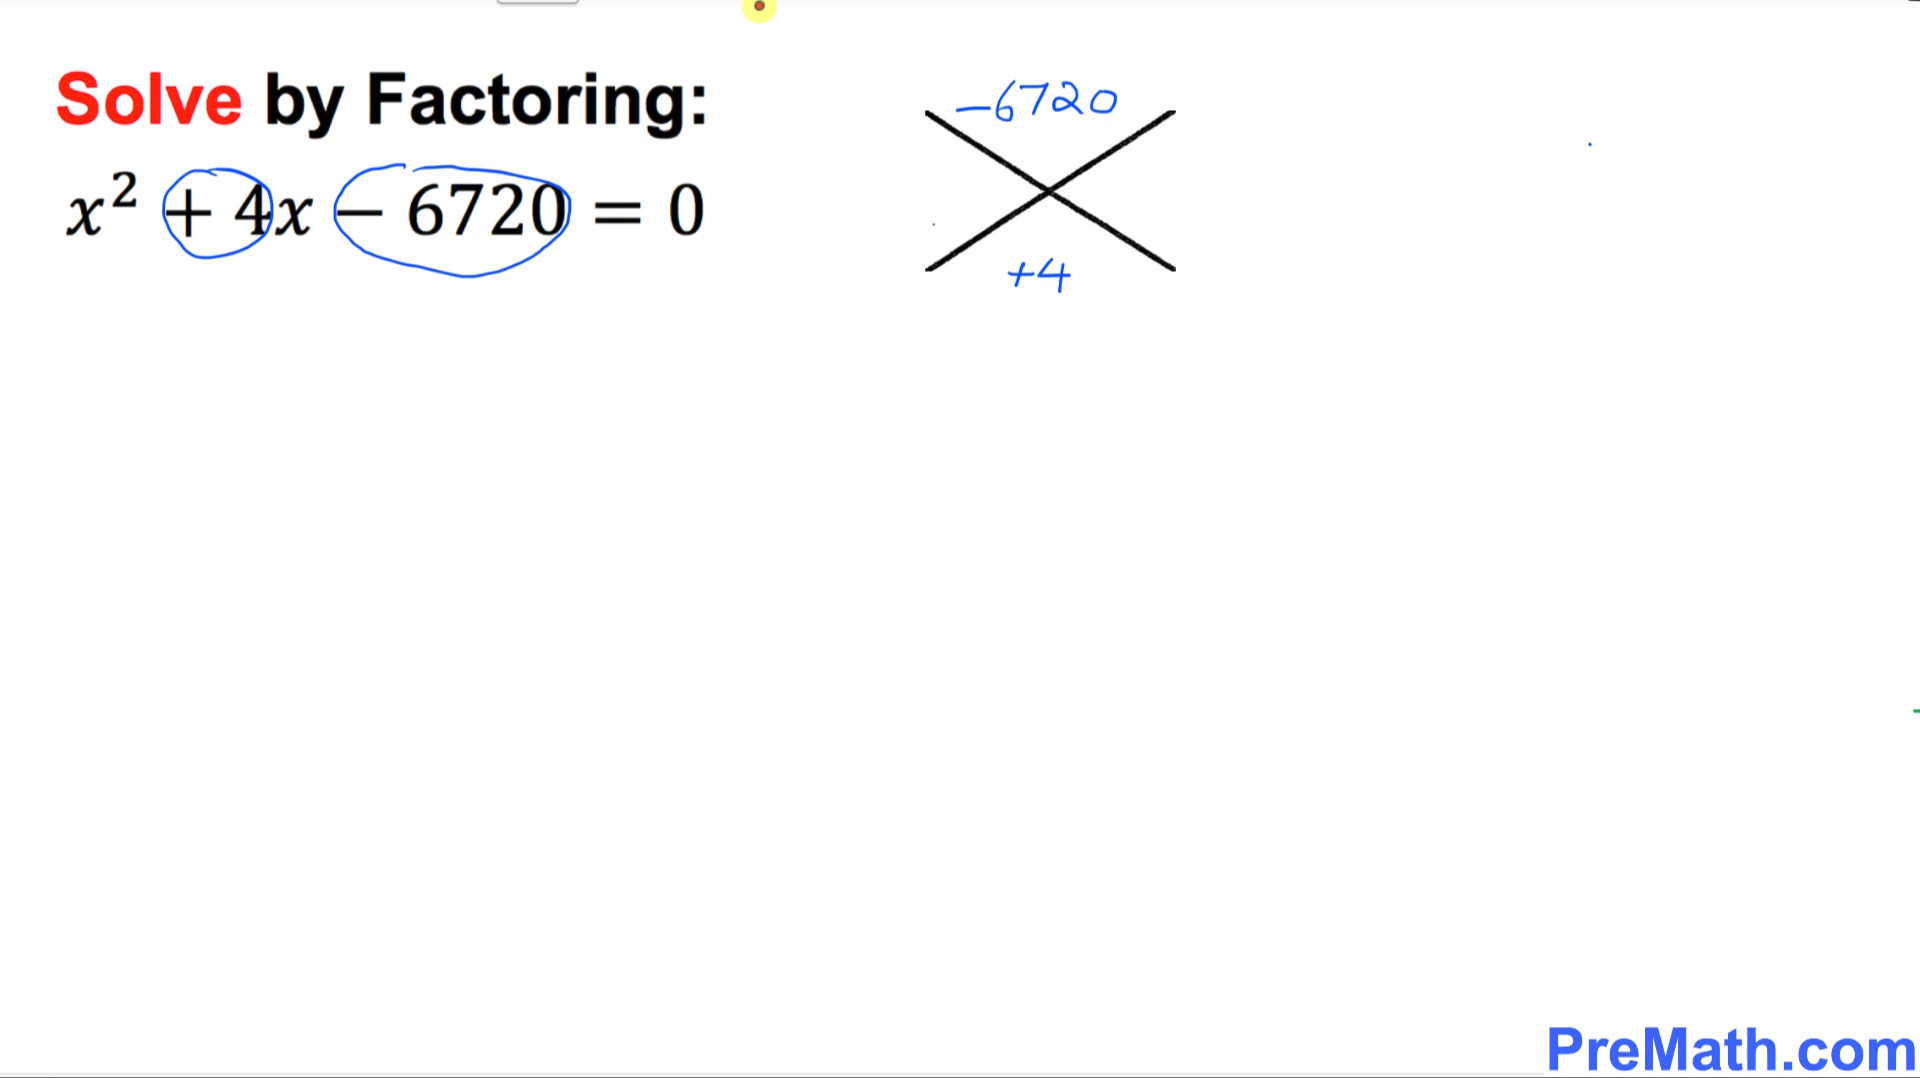 Solve by Factoring:
x² + 4x − 6720 = 0
−6720
+4
PreMath.com